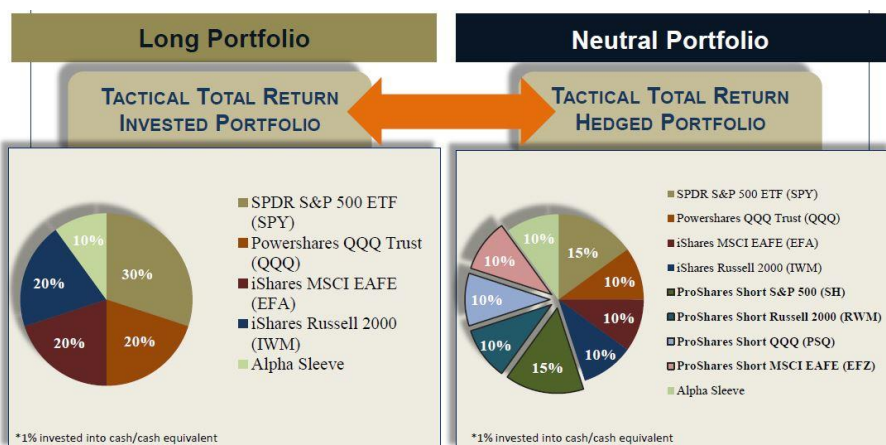 Long Portfolio
TACTICAL TOTAL RETURN
INVESTED PORTFOLIO
SPDR S&P 500 ETF
(SPY)
Powershares QQQ Trust
(QQQ)
iShares MSCI EAFE
(EFA)
iShares Russell 2000
(IWM)
Alpha Sleeve
10%
30%
20%
20%
20%
*1% invested into cash/cash equivalent
Neutral Portfolio
TACTICAL TOTAL RETURN
HEDGED PORTFOLIO
10%
15%
10%
10%
10%
10%
10%
10%
15%
SPDR S&P 500 ETF (SPY)
Powershares QQQ Trust (QQQ)
iShares MSCI EAFE (EFA)
iShares Russell 2000 (IWM)
ProShares Short S&P 500 (SH)
ProShares Short Russell 2000 (RWM)
ProShares Short QQQ (PSQ)
ProShares Short MSCI EAFE (EFZ)
Alpha Sleeve
*1% invested into cash/cash equivalent